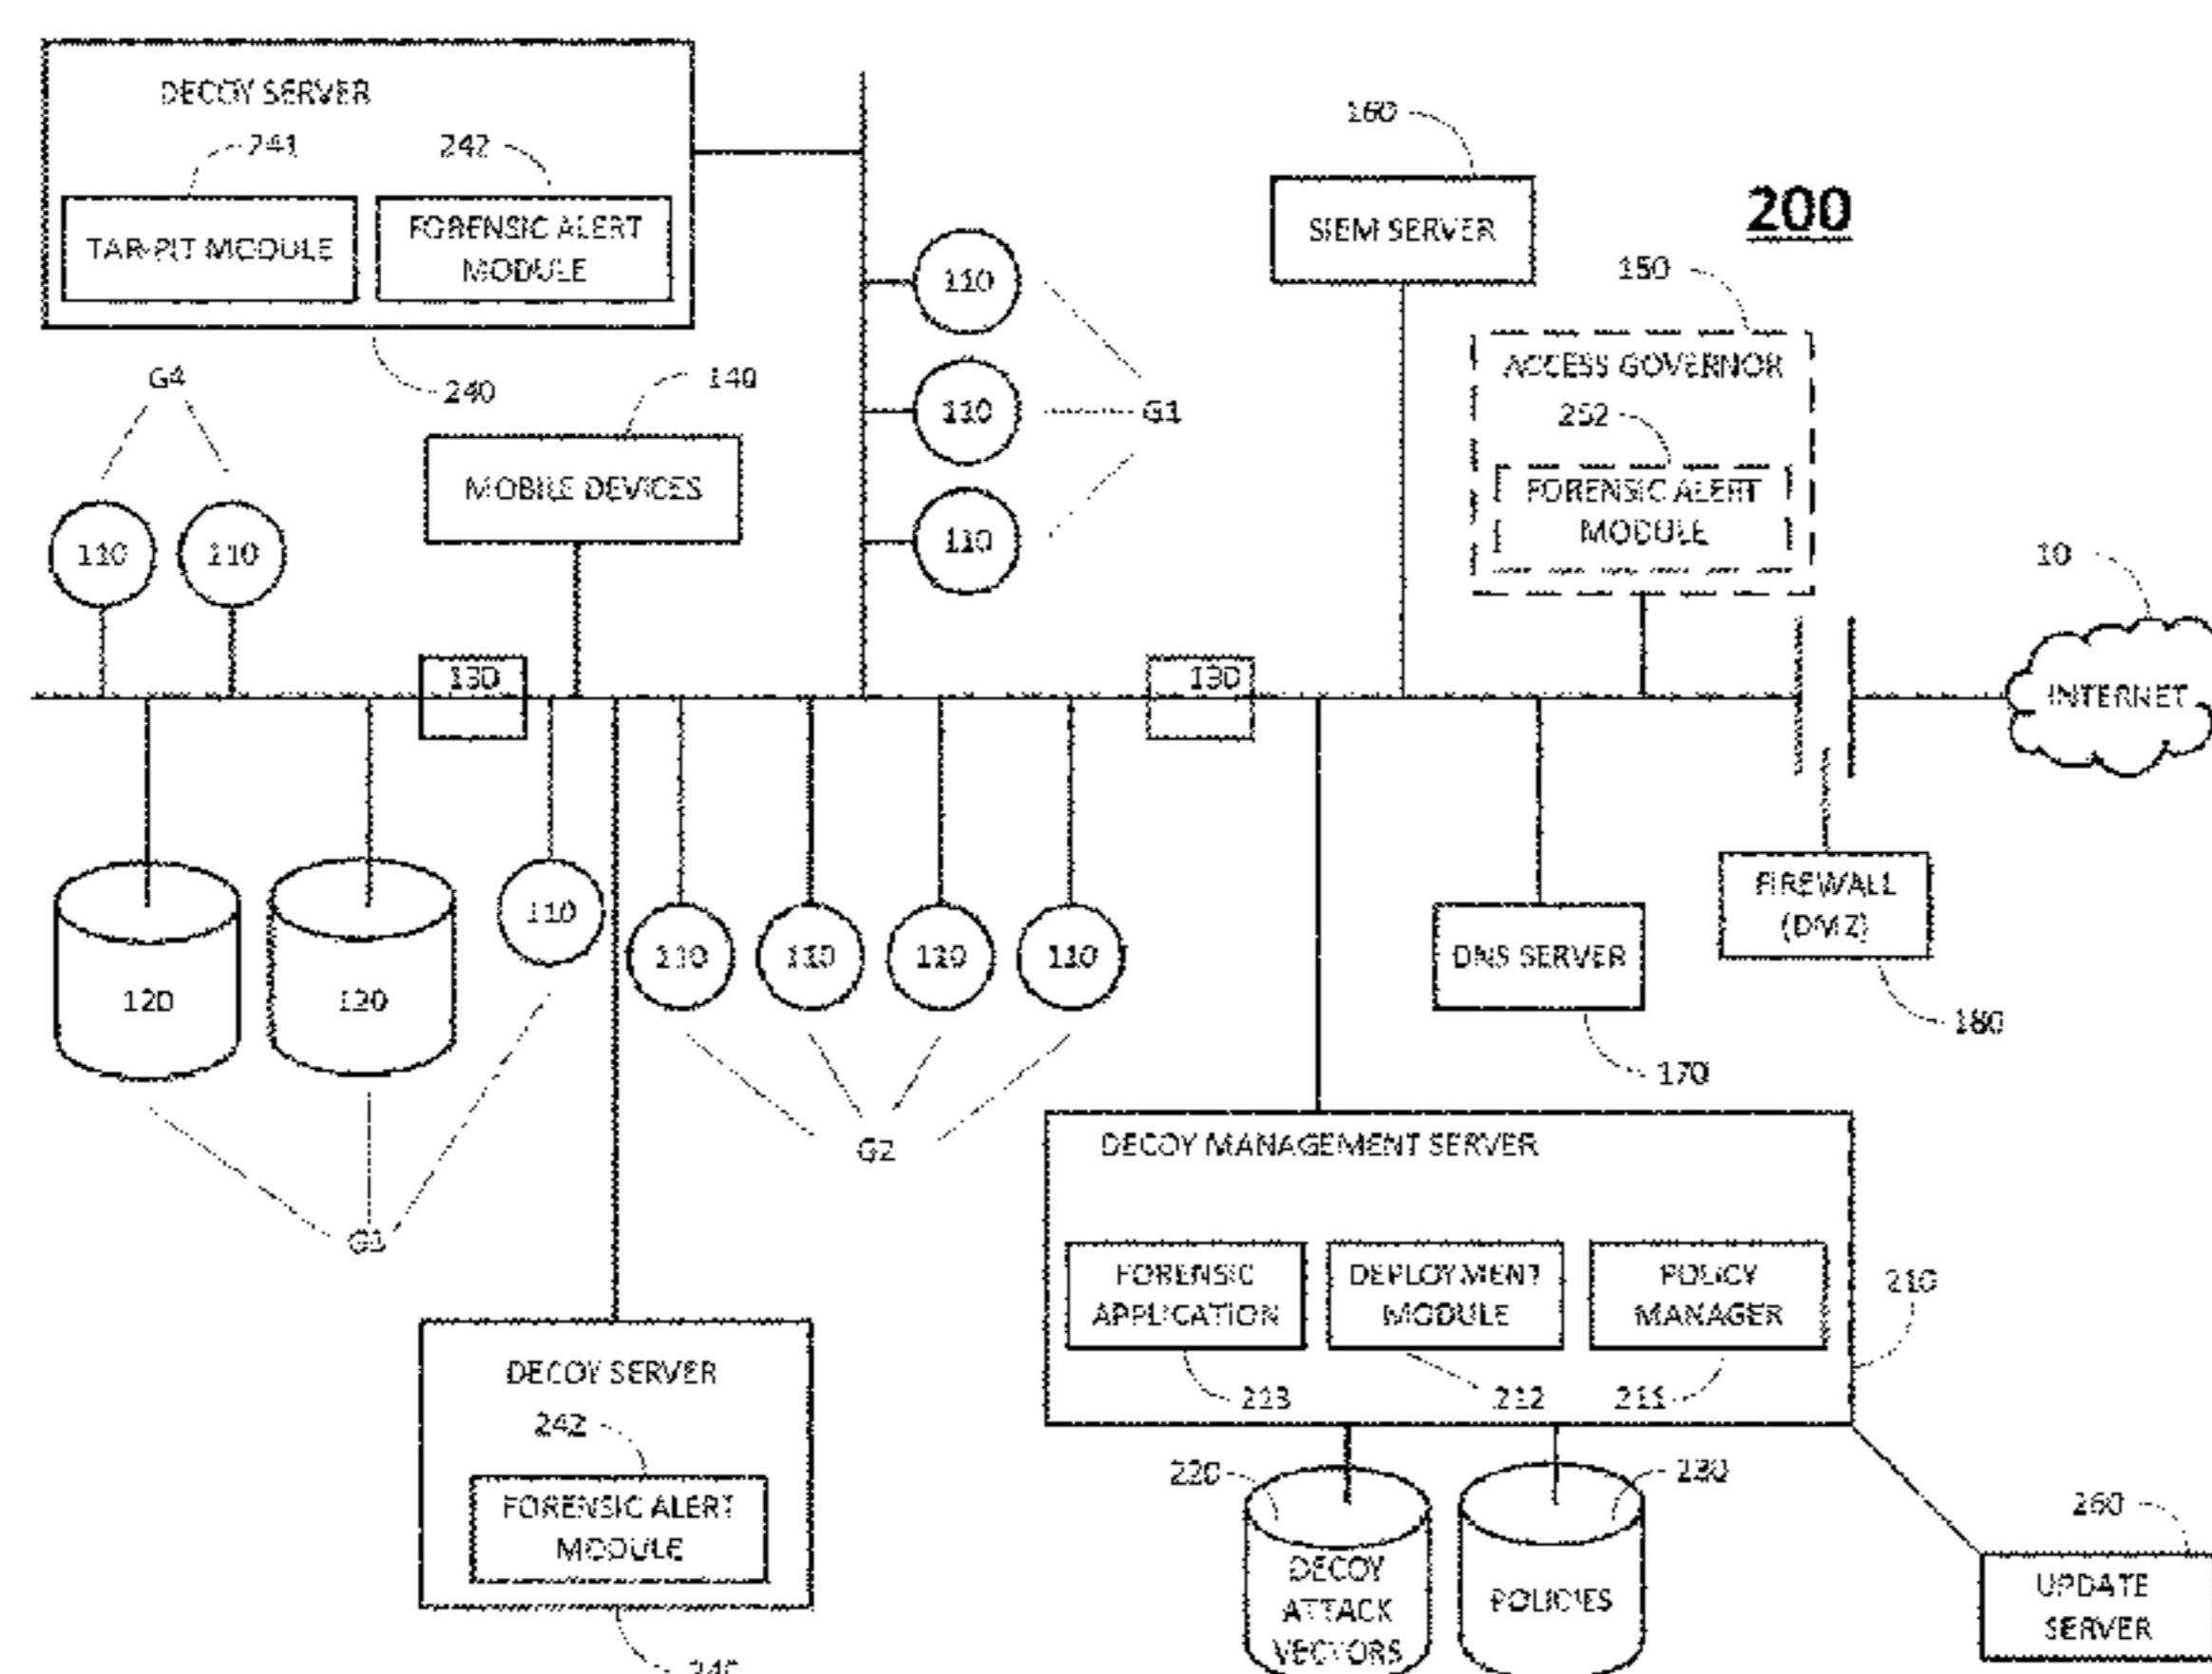 DECOY SERVER
241
242
TAR-PIT MODULE
FORENSIC ALERT
MODULE
240
G4
140
MOBILE DEVICES
110
110
110
110
110
G1
160
SIEM SERVER
200
150
ACCESS GOVERNOR
252
FORENSIC ALERT
MODULE
10
INTERNET
130
130
120
120
110
110
110
110
110
G3
G2
DNS SERVER
170
FIREWALL
(DMZ)
180
DECOY MANAGEMENT SERVER
FORENSIC
APPLICATION
DEPLOYMENT
MODULE
POLICY
MANAGER
210
213
212
211
DECOY SERVER
242
FORENSIC ALERT
MODULE
220
230
DECOY
ATTACK
VECTORS
POLICIES
260
UPDATE
SERVER